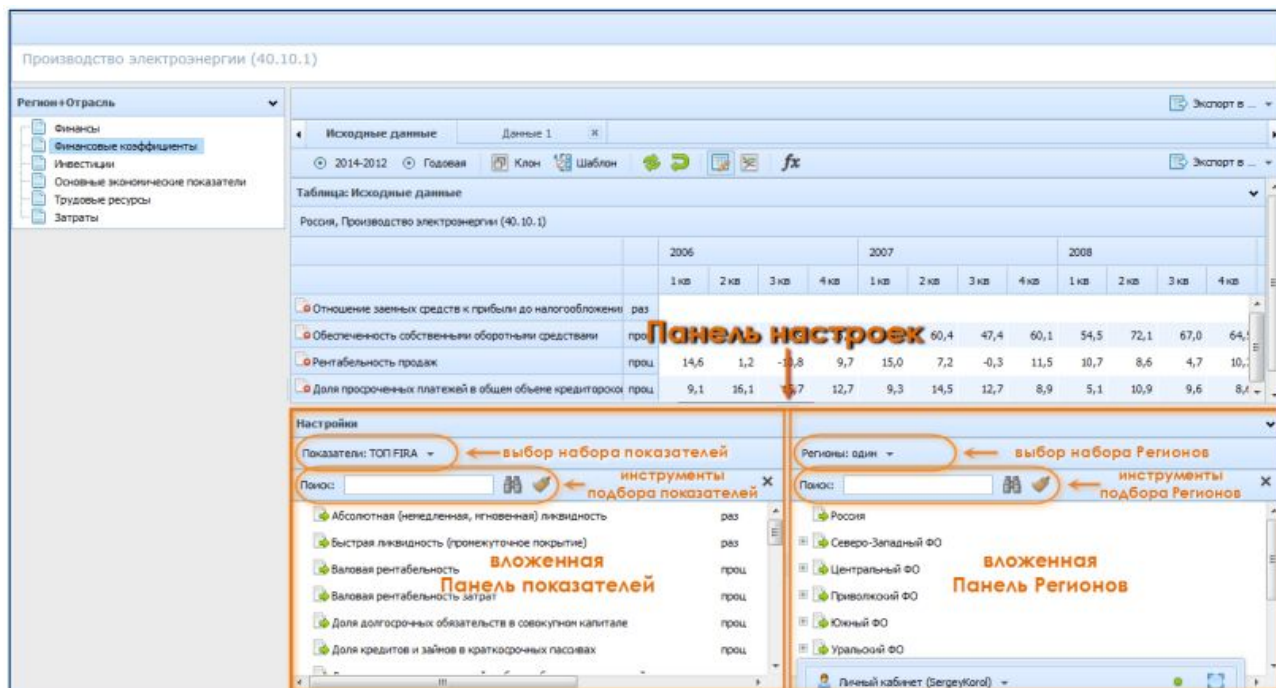 Производство электроэнергии (40.10.1)
Регион+Отрасль
Финансы
Финансовые коэффициенты
Инвестиции
Основные экономические показатели
Трудовые ресурсы
Затраты
Экспорт в ...
Исходные данные Данные 1
2014-2012 Годовая Клон Шаблон fx Экспорт в ...
Таблица: Исходные данные
Россия, Производство электроэнергии (40.10.1)
2006 2007 2008
1 кв 2 кв 3 кв 4 кв 1 кв 2 кв 3 кв 4 кв 1 кв 2 кв 3 кв 4 кв
Отношение заемных средств к прибыли до налогообложения раз
Обеспеченность собственными оборотными средствами 60,4 47,4 60,1 54,5 72,1 67,0 64,
Панель настроек
Рентабельность продаж проц 14,6 1,2 9,7 15,0 7,2 -0,3 11,5 10,7 8,6 4,7 10,
Доля просроченных платежей в общем объеме кредиторско проц 9,1 16,1 12,7 9,3 14,5 12,7 8,9 5,1 10,9 9,6 8,
Настройки
Показатели: ТОП FIRA
выбор набора показателей
Поиск:
инструменты
подбора показателей
Абсолютная (немедленная, мгновенная) ликвидность раз
Быстрая ликвидность (промежуточное покрытие) раз
Валовая рентабельность проц
Валовая рентабельность затрат проц
Доля долгосрочных обязательств в совокупном капитале проц
Доля кредитов и займов в краткосрочных пассивах проц
вложенная
Панель показателей
Регионы: один
выбор набора Регионов
Поиск:
инструменты
подбора Регионов
Россия
Северо-Западный ФО
Центральный ФО
Приволжский ФО
Южный ФО
Уральский ФО
вложенная
Панель Регионов
Личный кабинет (SergeyKorol)